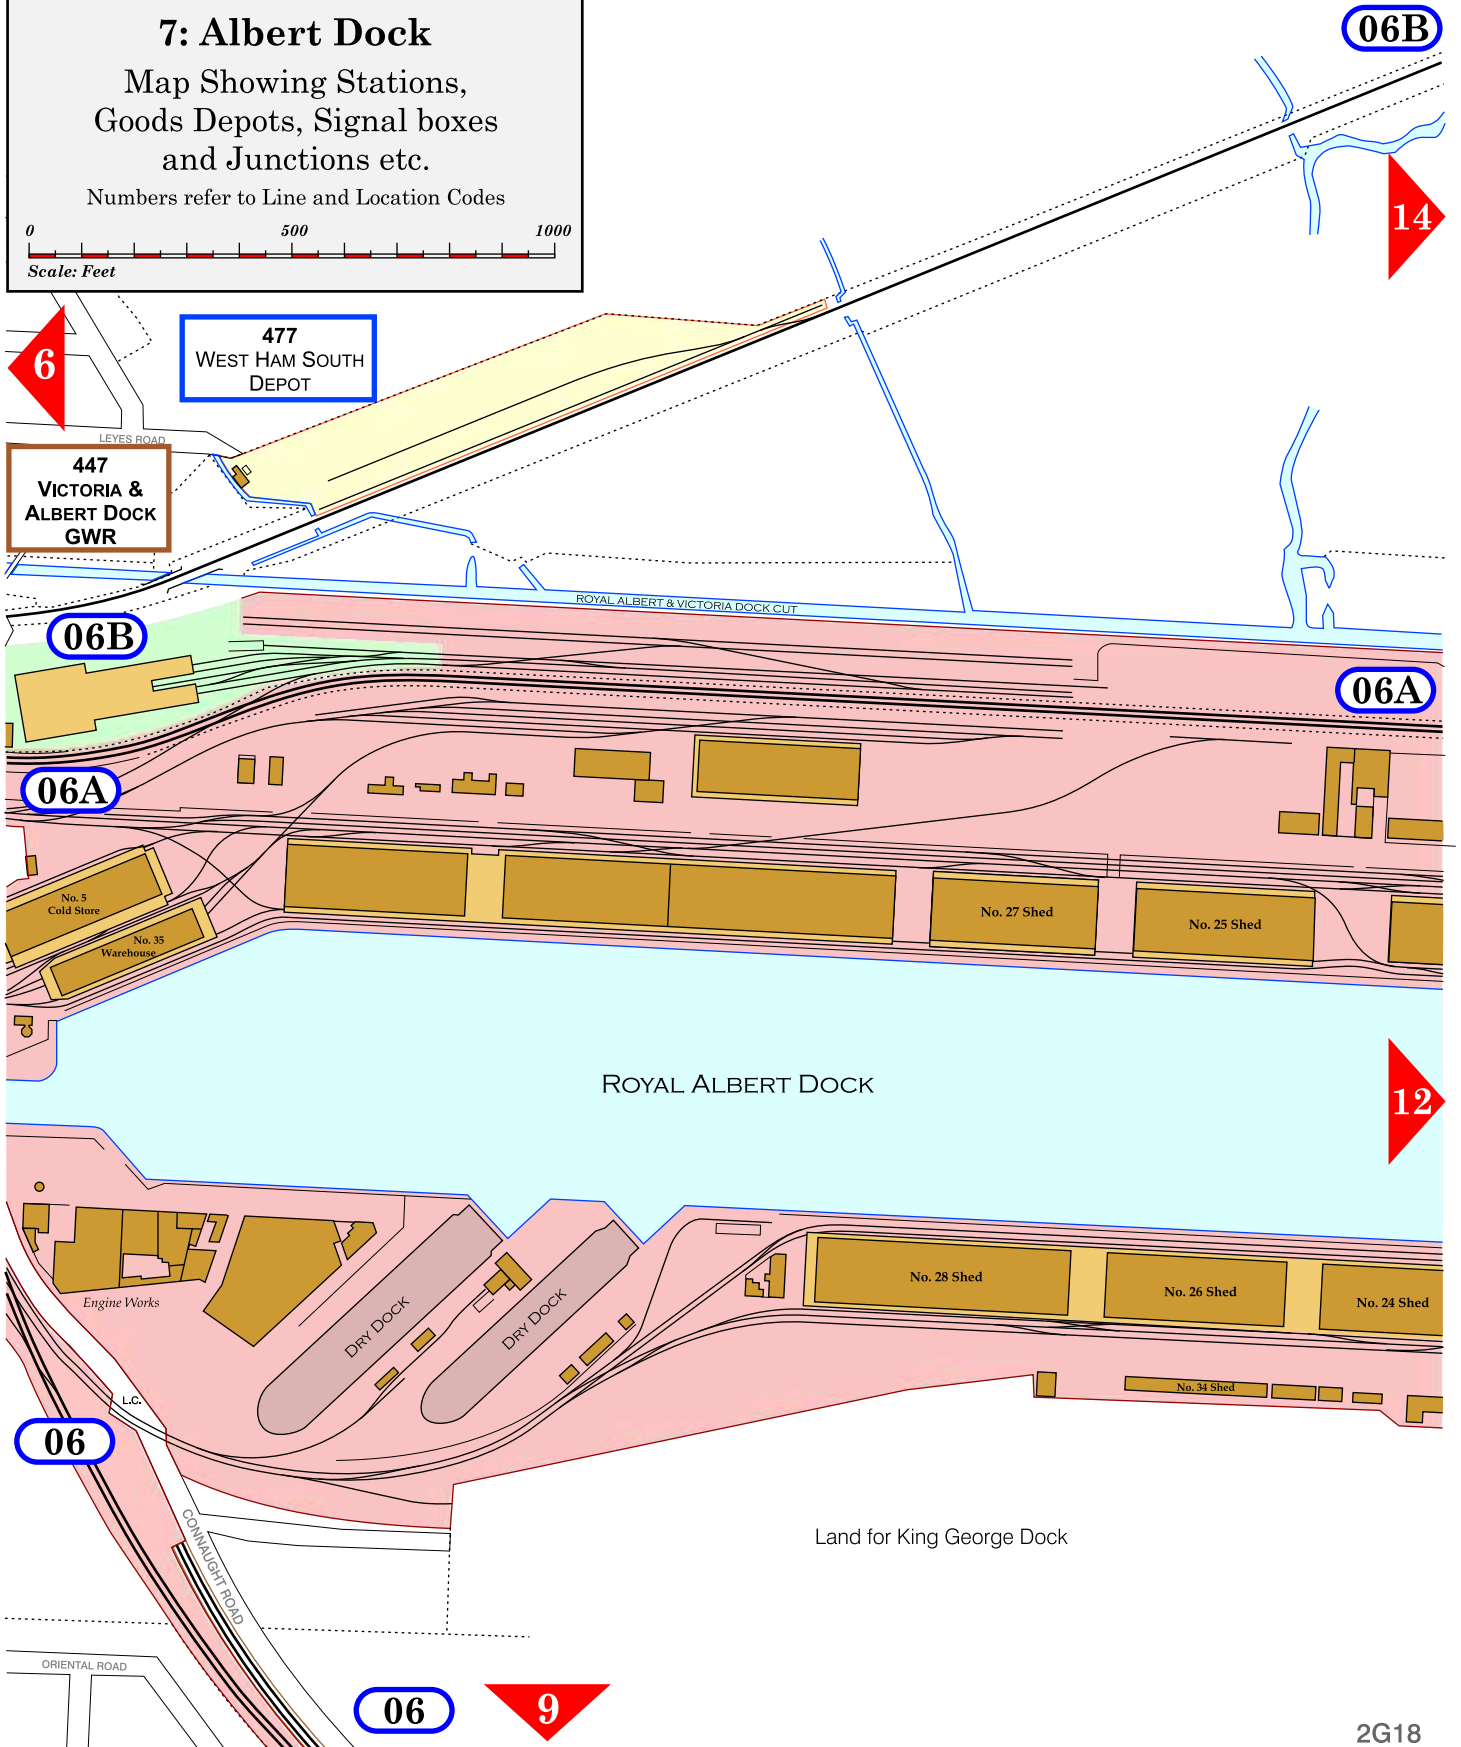 7: Albert Dock
Map Showing Stations,
Goods Depots, Signal boxes
and Junctions etc.
Numbers refer to Line and Location Codes
0 500 1000
Scale: Feet
06B
14
6
477
WEST HAM SOUTH
DEPOT
LEYES ROAD
447
VICTORIA &
ALBERT DOCK
GWR
ROYAL ALBERT & VICTORIA DOCK CUT
06B
06A
06A
No. 5
Cold Store
No. 35
Warehouse
No. 27 Shed
No. 25 Shed
ROYAL ALBERT DOCK
12
Engine Works
DRY DOCK
DRY DOCK
No. 28 Shed
No. 26 Shed
No. 24 Shed
No. 34 Shed
L.C.
06
CONNAUGHT ROAD
Land for King George Dock
ORIENTAL ROAD
06
9
2G18